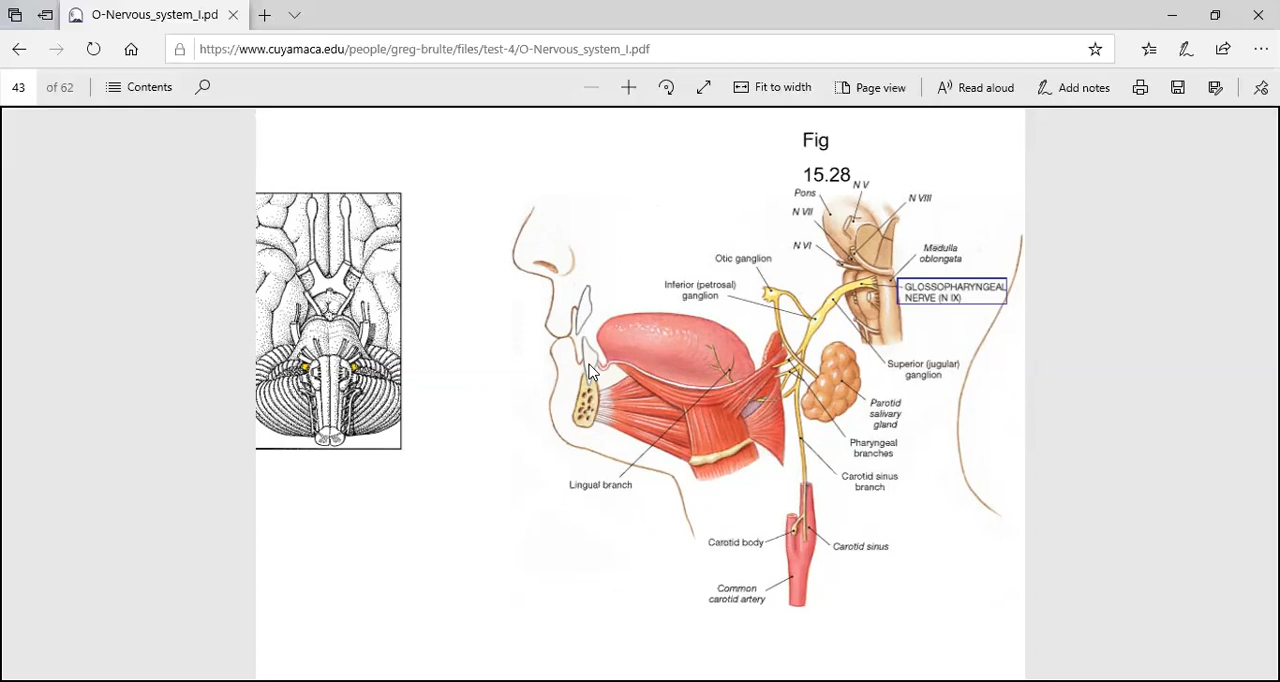 O-Nervous_system_I.pd
https://www.cuyamaca.edu/people/greg-brulte/files/test-4/O-Nervous_system_I.pdf
43 of 62 Contents Fit to width Page view Read aloud Add notes
Fig
15.28
Pons
N V
N VII
N VIII
N VI
Medulla
oblongata
Otic ganglion
Inferior (petrosal)
ganglion
GLOSSOPHARYNGEAL
NERVE (N IX)
Superior (jugular)
ganglion
Parotid
salivary
gland
Pharyngeal
branches
Carotid sinus
branch
Lingual branch
Carotid body
Carotid sinus
Common
carotid artery